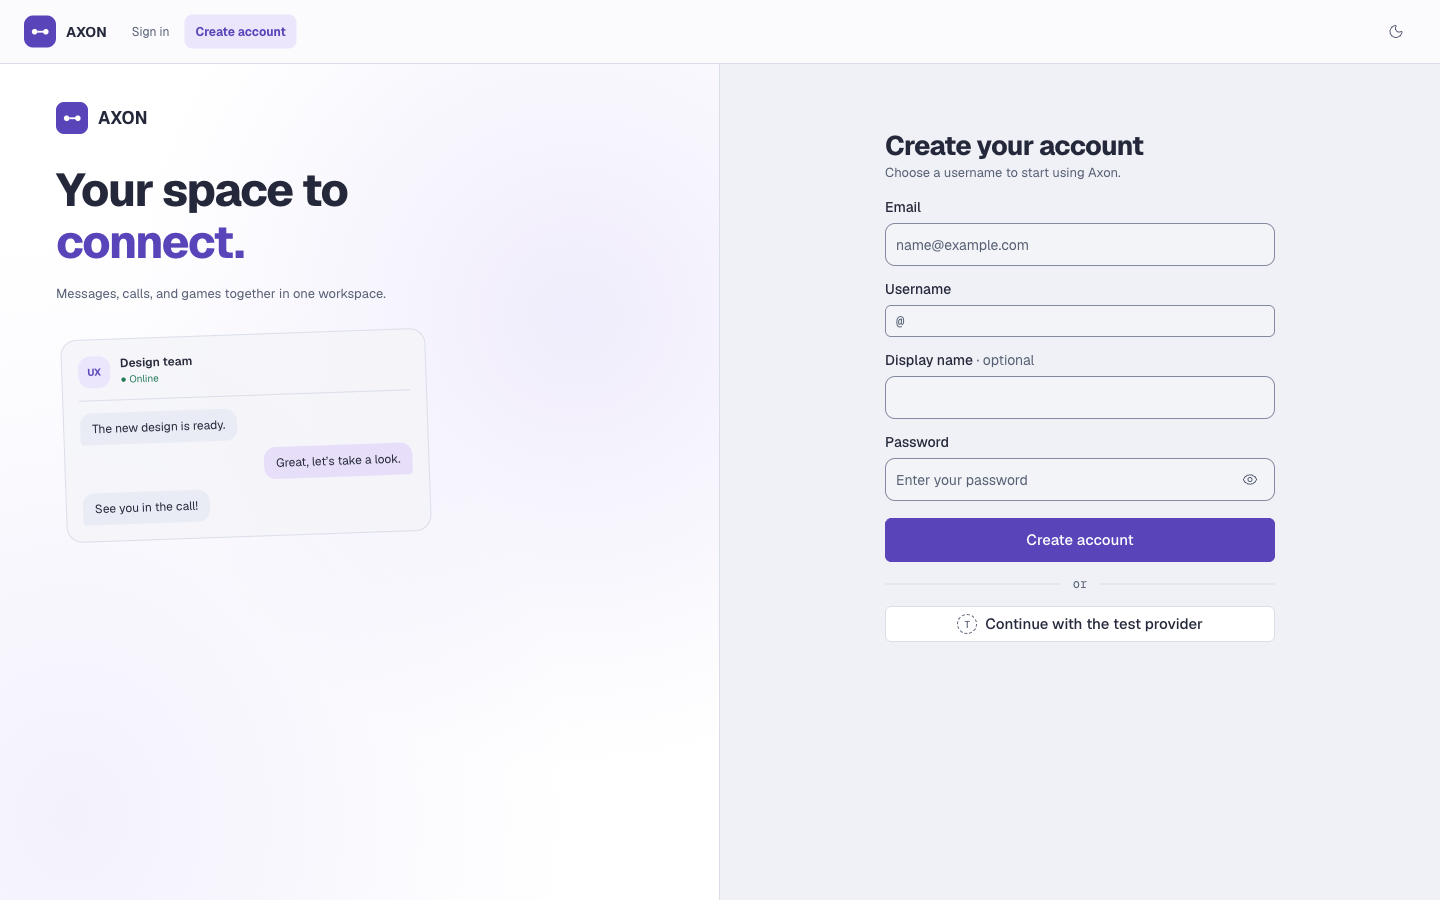 AXON
Sign in
Create account
AXON
Your space to
connect.
Messages, calls, and games together in one workspace.
UX
Design team
● Online
The new design is ready.
Great, let's take a look.
See you in the call!
Create your account
Choose a username to start using Axon.
Email
name@example.com
Username
@
Display name · optional
Password
Enter your password
Create account
or
T
Continue with the test provider